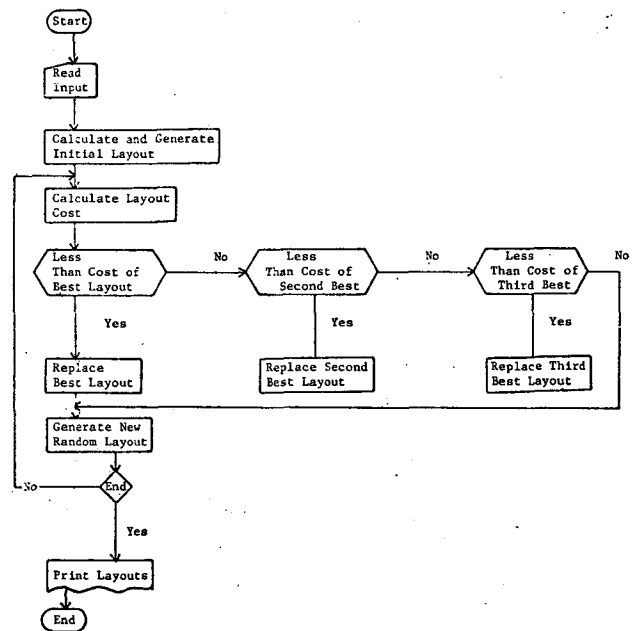 Start
Read
Input
Calculate and Generate
Initial Layout
Calculate Layout
Cost
Less
Than Cost of
Best Layout
No
Less
Than Cost of
Second Best
No
Less
Than Cost of
Third Best
No
Yes
Yes
Yes
Replace
Best Layout
Replace Second
Best Layout
Replace Third
Best Layout
Generate New
Random Layout
End
No
Yes
Print Layouts
End